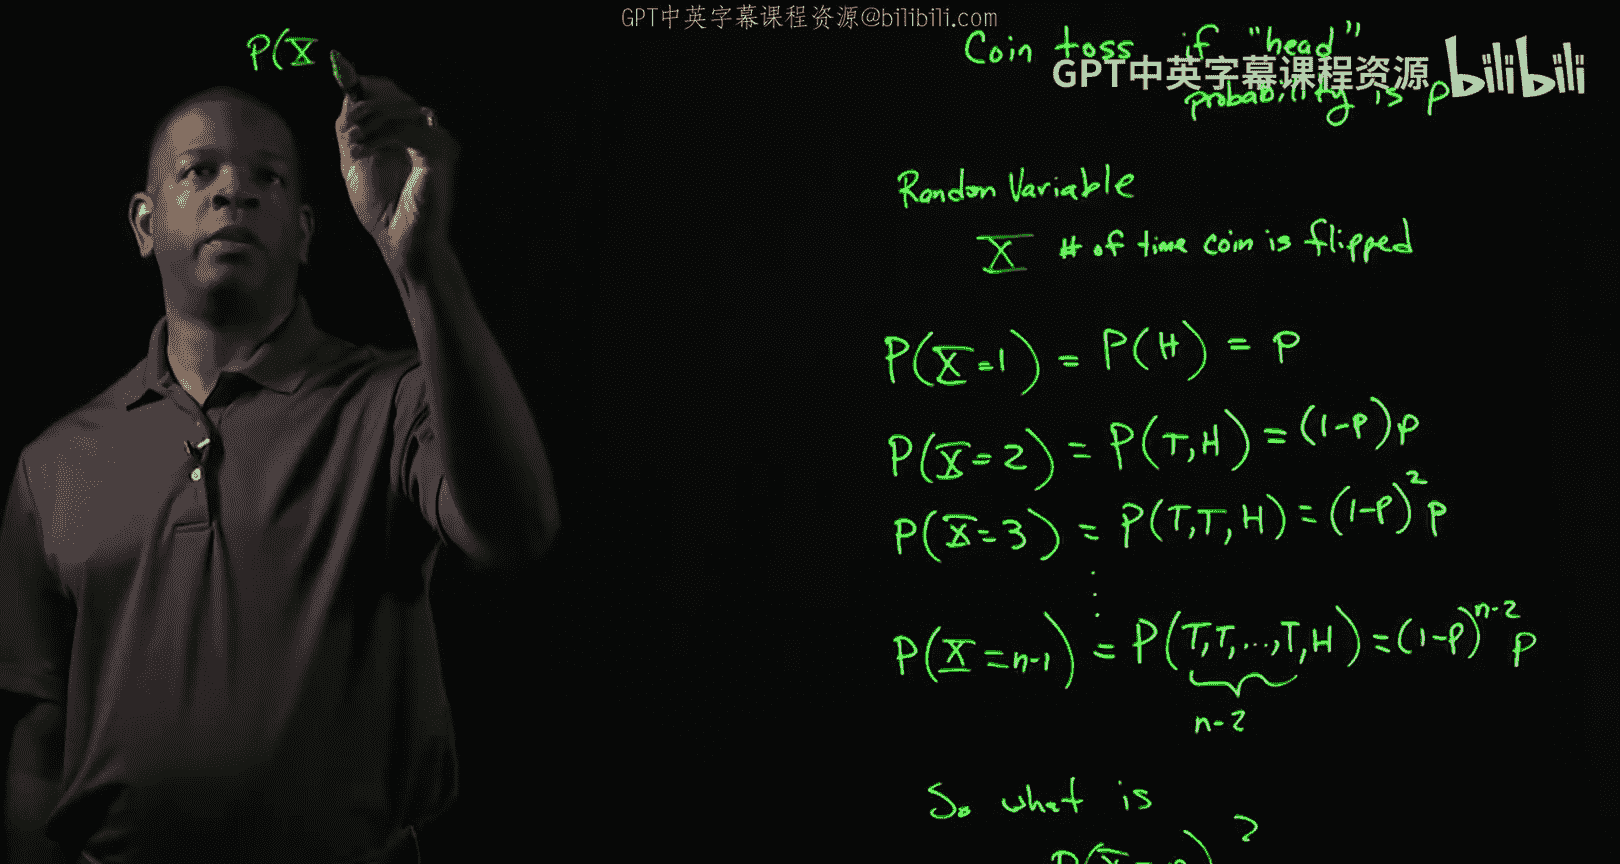 GPT中英字幕课程资源@bilibili.com
P(X
Coin toss if "head"
GPT中英字幕课程资源 bilibili
probability is p
Random Variable
X # of time coin is flipped
P(X=1) = P(H) = p
P(X=2) = P(T,H) = (1-p)p
P(X=3) = P(T,T,H) = (1-p)²p
⋮
P(X=n-1) = P(T,T,...,T,H) = (1-p)ⁿ⁻² p
n-2
So what is
P(X=n) ?